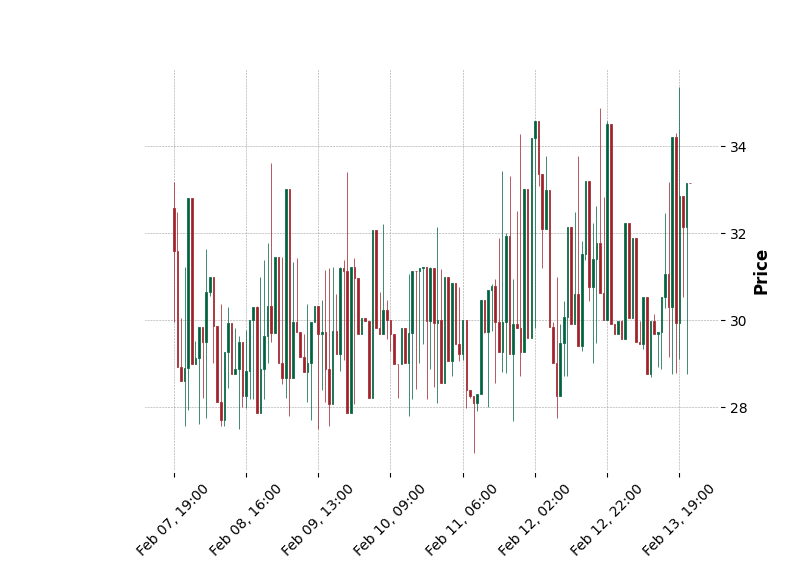 34
32
30
28
Price
Feb 07, 19:00
Feb 08, 16:00
Feb 09, 13:00
Feb 10, 09:00
Feb 11, 06:00
Feb 12, 02:00
Feb 12, 22:00
Feb 13, 19:00